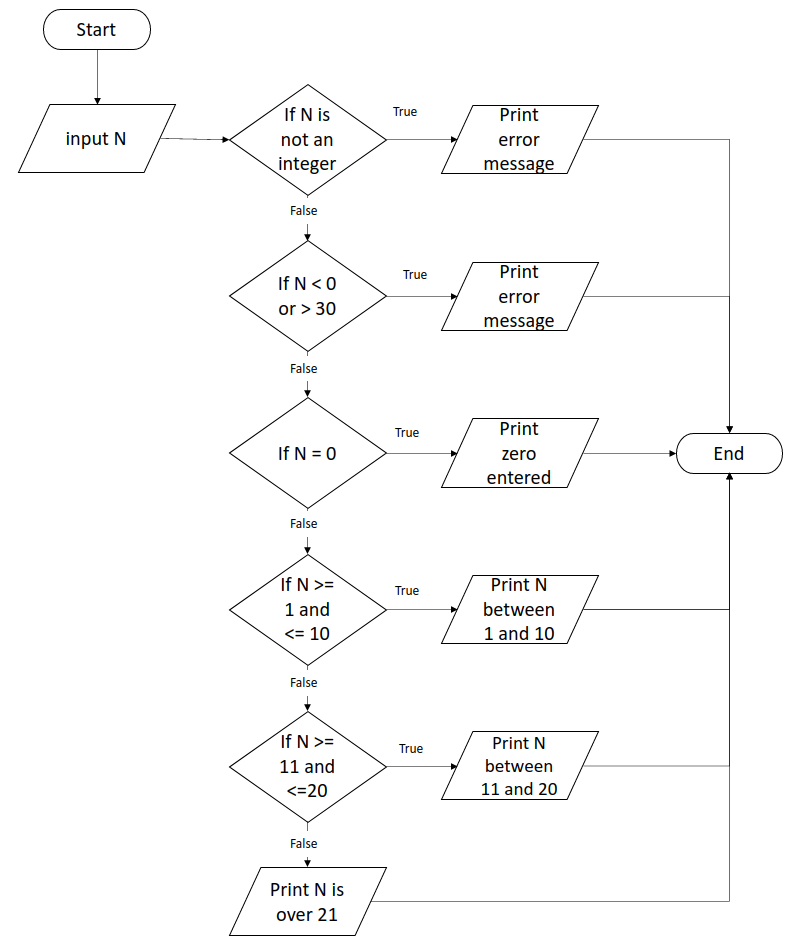 Start
input N
If N is
not an
integer
True
Print
error
message
False
If N < 0
or > 30
True
Print
error
message
False
If N = 0
True
Print
zero
entered
End
False
If N >=
1 and
<= 10
True
Print N
between
1 and 10
False
If N >=
11 and
<=20
True
Print N
between
11 and 20
False
Print N is
over 21